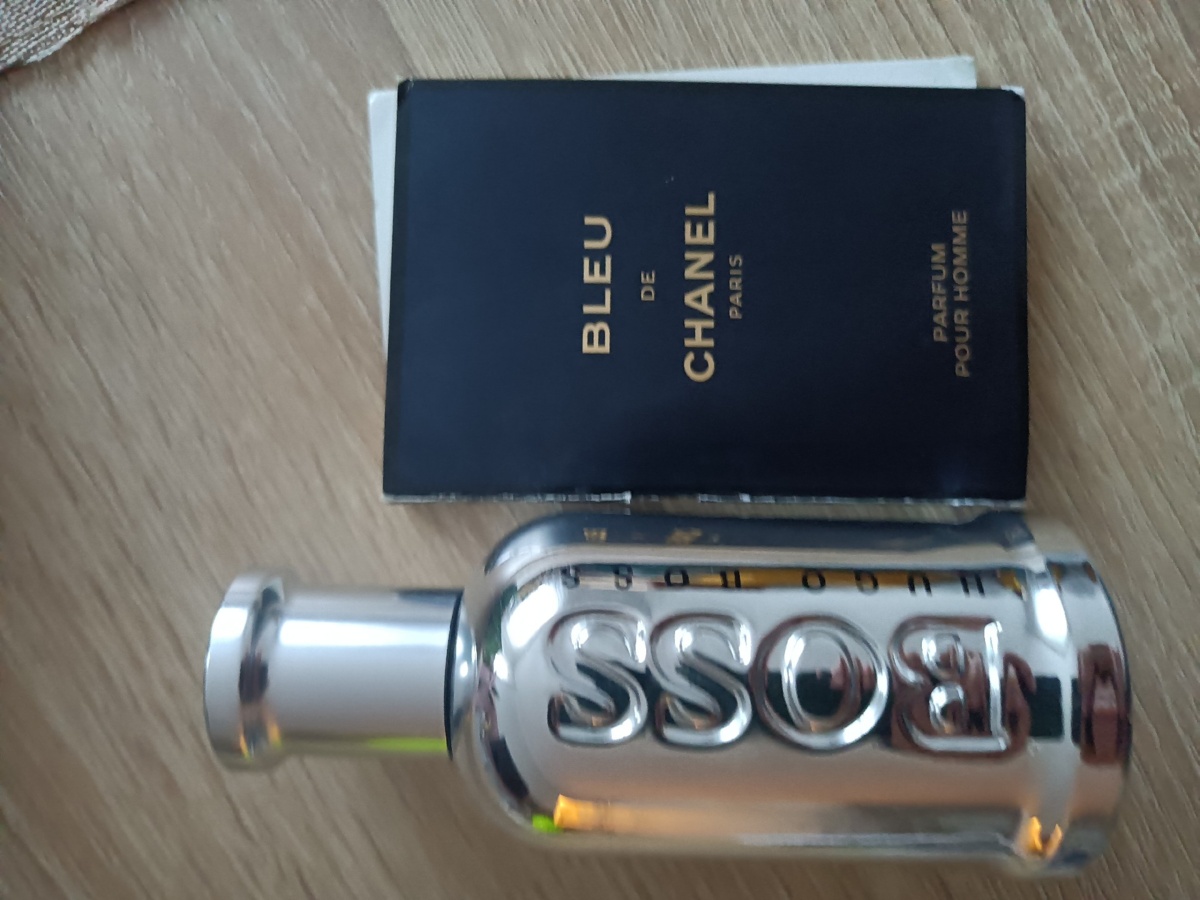 BLEU
DE
CHANEL
PARIS
PARFUM
POUR HOMME
HUGO BOSS
BOSS